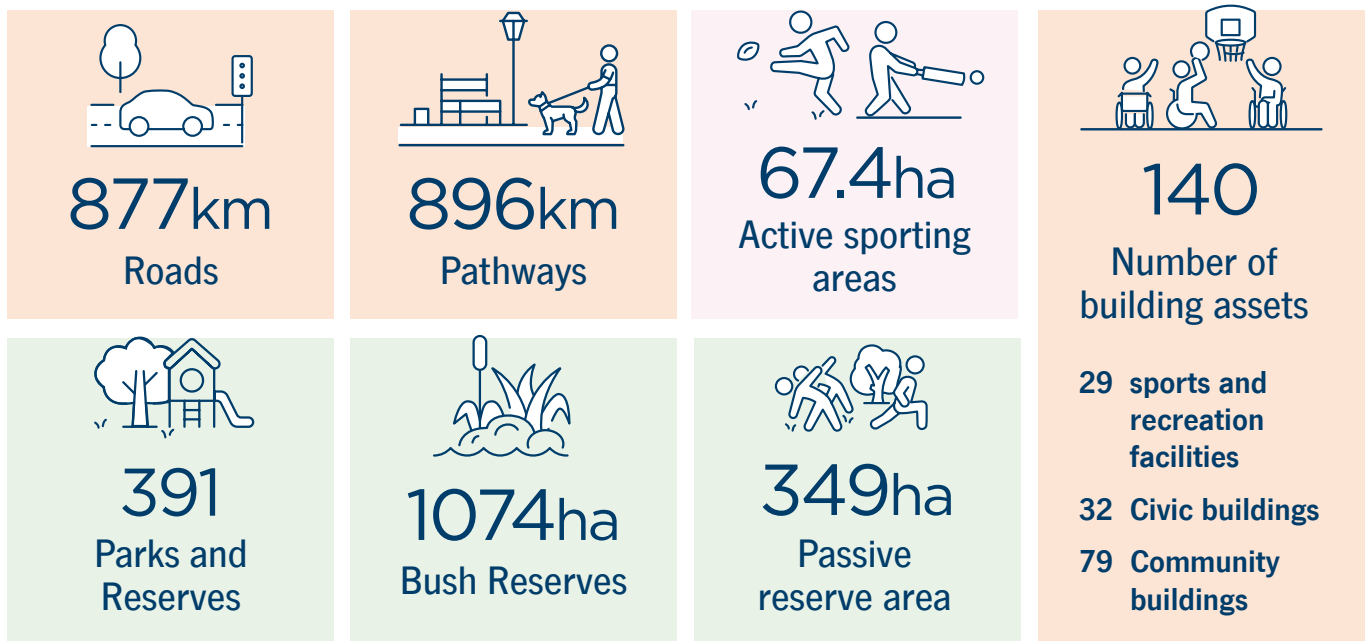 877km
Roads
896km
Pathways
67.4ha
Active sporting
areas
140
Number of
building assets
29 sports and
recreation
facilities
32 Civic buildings
79 Community
buildings
391
Parks and
Reserves
1074ha
Bush Reserves
349ha
Passive
reserve area